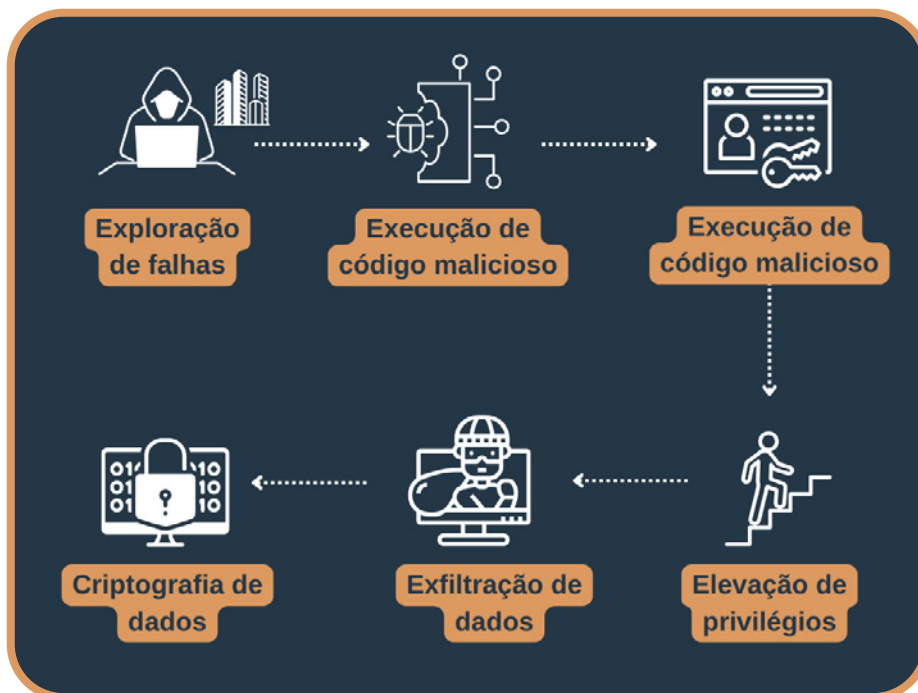 Exploração
de falhas
Execução de
código malicioso
Execução de
código malicioso
Elevação de
privilégios
Exfiltração de
dados
Criptografia de
dados